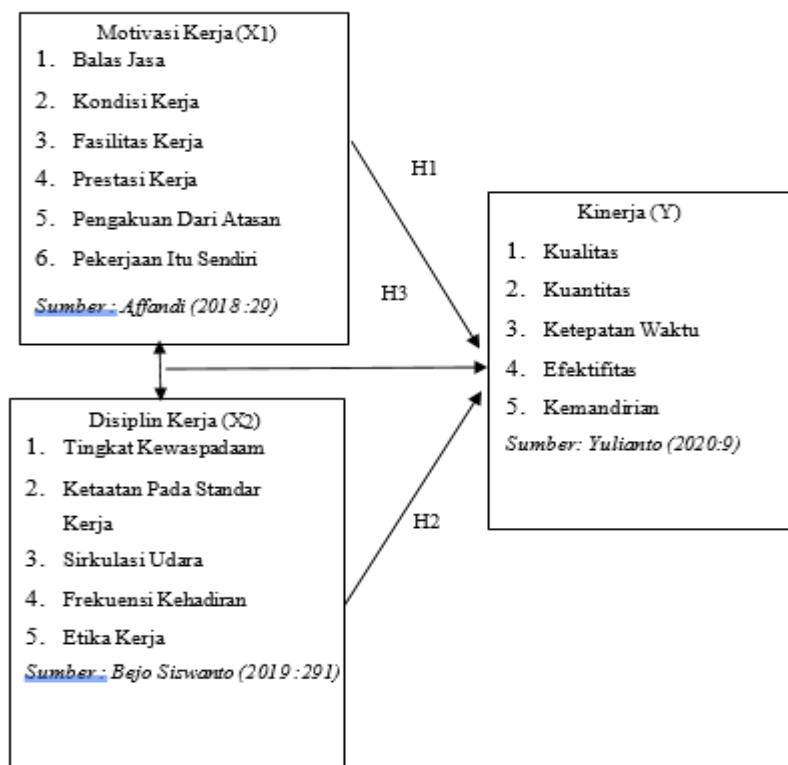 Motivasi Kerja (X1)
1. Balas Jasa
2. Kondisi Kerja
3. Fasilitas Kerja
4. Prestasi Kerja
5. Pengakuan Dari Atasan
6. Pekerjaan Itu Sendiri
Sumber : Affandi (2018:29)
H1
H3
Kinerja (Y)
1. Kualitas
2. Kuantitas
3. Ketepatan Waktu
4. Efektifitas
5. Kemandirian
Sumber: Yulianto (2020:9)
Disiplin Kerja (X2)
1. Tingkat Kewaspadaam
2. Ketaatan Pada Standar
Kerja
3. Sirkulasi Udara
4. Frekuensi Kehadiran
5. Etika Kerja
Sumber : Bejo Siswanto (2019:291)
H2